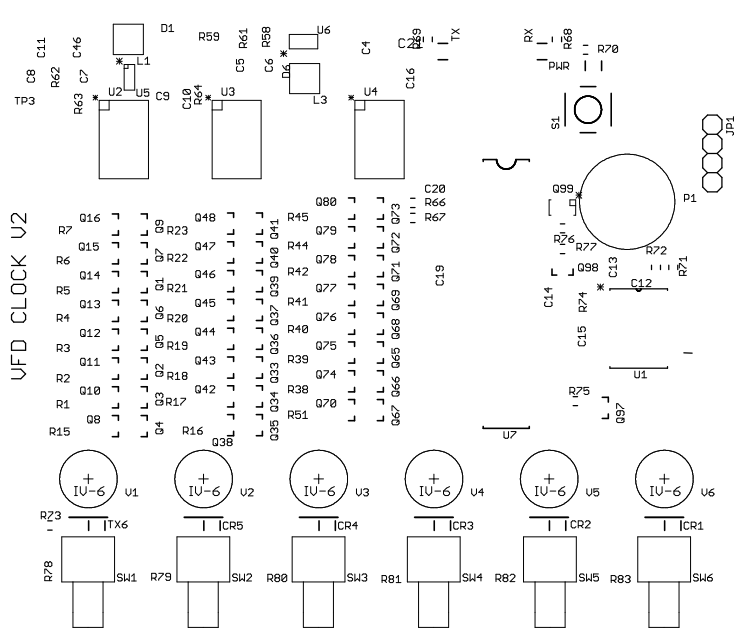 D1 R59 R61 R58 U6 C4 C21 R69 TX RX R68 R70
C11 C46 L1 C5 C6 D6 PWR
C8 R62 C7 C16
TP3 R63 U2 U5 C9 C10 R64 U3 L3 U4 S1 JP1
Q99 P1
Q16 Q9 Q48 Q41 Q80 Q73 C20
R7 R23 R45 R66
Q15 Q7 Q47 Q40 Q79 Q72 R67
R6 R22 R44 R76 R77 R72
Q14 Q1 Q46 Q39 Q78 Q71 C19 Q98 C13 R71
R5 R21 R42 C14 R74 C12
Q13 Q6 Q45 Q37 Q77 Q69
R4 R20 R41
Q12 Q5 Q44 Q36 Q76 Q68 C15
R3 R19 R40
Q11 Q2 Q43 Q33 Q75 Q65
R2 R18 R39 U1
Q10 Q3 Q42 Q34 Q74 Q66
R1 R17 R38 R75
Q8 Q4 Q38 Q35 Q70 Q67 Q97
R15 R16 R51 U7
VFD CLOCK V2
IV-6 V1 IV-6 V2 IV-6 V3 IV-6 V4 IV-6 V5 IV-6 V6
R73 TX6 CR5 CR4 CR3 CR2 CR1
R78 SW1 R79 SW2 R80 SW3 R81 SW4 R82 SW5 R83 SW6